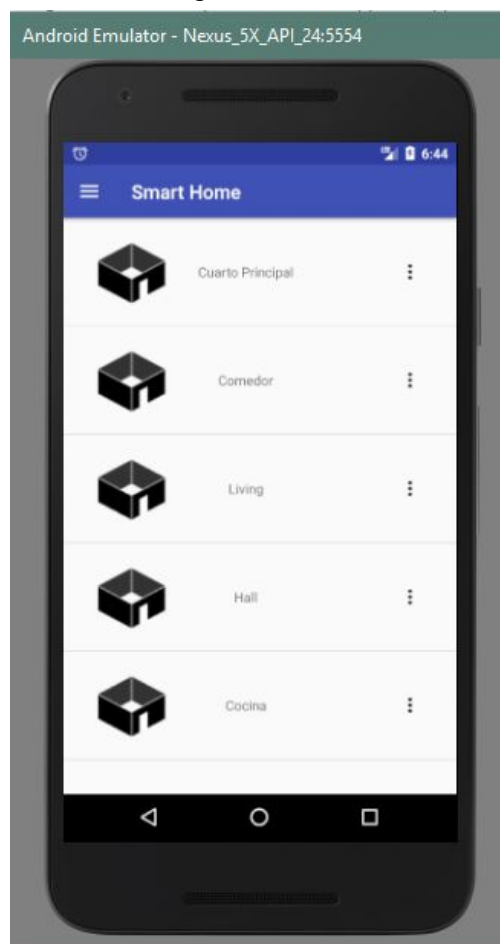 Android Emulator - Nexus_5X_API_24:5554
6:44
Smart Home
Cuarto Principal
Comedor
Living
Hall
Cocina